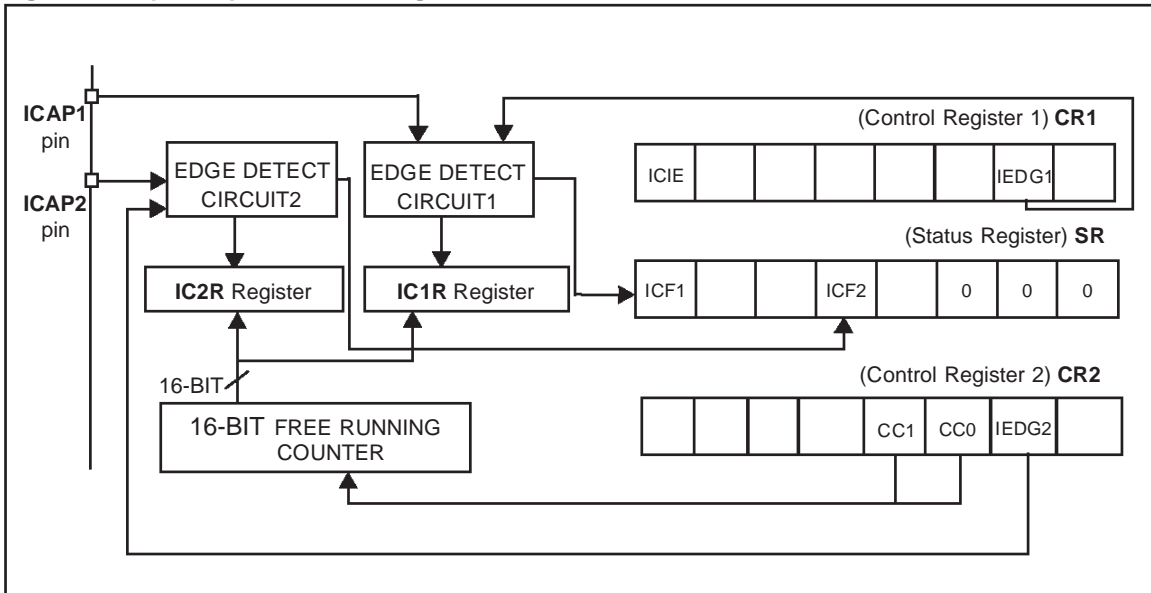 ICAP1
pin
ICAP2
pin
EDGE DETECT
CIRCUIT2
EDGE DETECT
CIRCUIT1
IC2R Register
IC1R Register
16-BIT
16-BIT FREE RUNNING
COUNTER
(Control Register 1) CR1
ICIE
IEDG1
(Status Register) SR
ICF1
ICF2
0
0
0
(Control Register 2) CR2
CC1
CC0
IEDG2